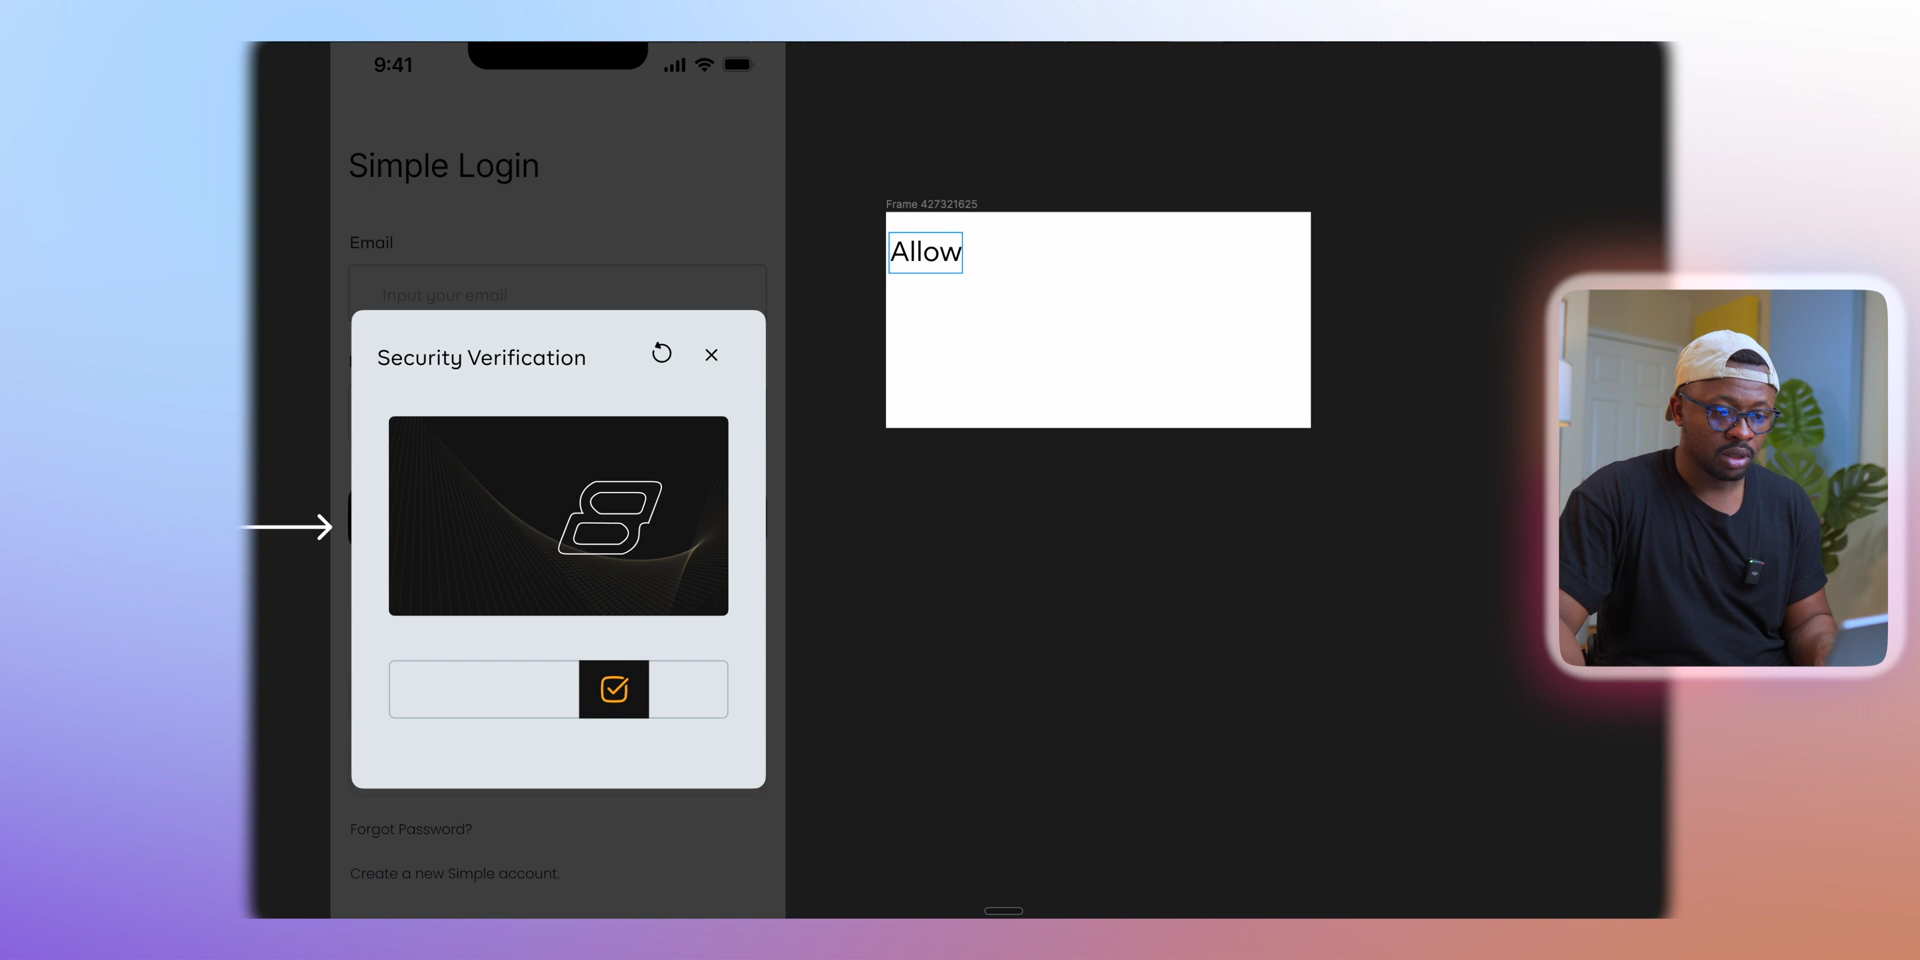 9:41
Simple Login
Email
Input your email
Security Verification
Forgot Password?
Create a new Simple account.
Frame 427321625
Allow